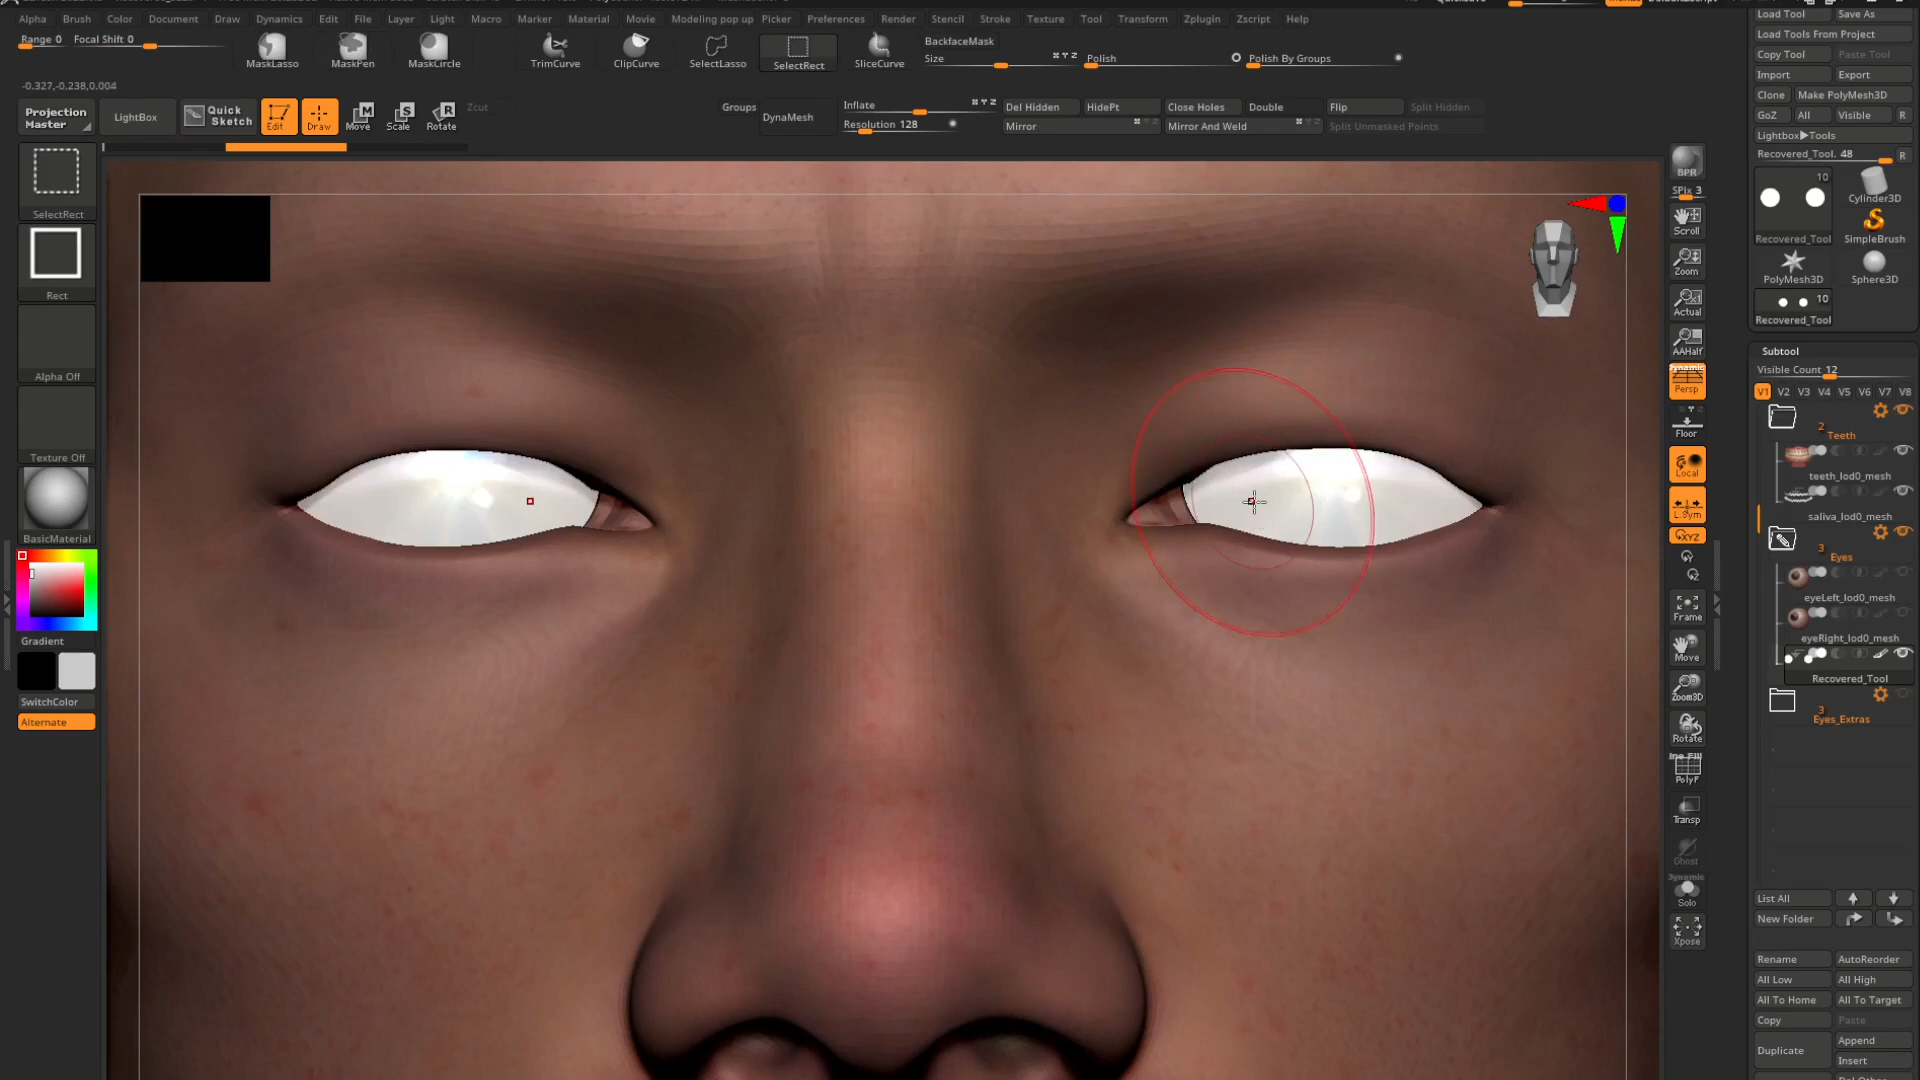 Alpha Brush Color Document Draw Dynamics Edit File Layer Light Macro Marker Material Movie Modeling pop up Picker Preferences Render Stencil Stroke Texture Tool Transform Zplugin Zscript Help
Range 0 Focal Shift 0
MaskLasso MaskPen MaskCircle TrimCurve ClipCurve SelectLasso SelectRect SliceCurve
BackfaceMask
Size Polish Polish By Groups
-0.327,-0.238,0.004
Projection
Master
LightBox
Quick
Sketch
Edit Draw Move Scale Rotate
Zcut
Groups DynaMesh
Inflate
Resolution 128
Del Hidden HidePt Close Holes Double Flip Split Hidden
Mirror Mirror And Weld Split Unmasked Points
SelectRect
Rect
Alpha Off
Texture Off
BasicMaterial
Gradient
SwitchColor
Alternate
BPR
SPix 3
Scroll
Zoom
Actual
AAHalf
Dynamic
Persp
Floor
Local
L.Sym
XYZ
Frame
Move
Zoom3D
Rotate
Line Fill
PolyF
Transp
Ghost
Dynamic
Solo
Xpose
Load Tool Save As
Load Tools From Project
Copy Tool Paste Tool
Import Export
Clone Make PolyMesh3D
GoZ All Visible R
Lightbox▶Tools
Recovered_Tool. 48 R
10
Cylinder3D
Recovered_Tool SimpleBrush
PolyMesh3D Sphere3D
10
Recovered_Tool
Subtool
Visible Count 12
V1 V2 V3 V4 V5 V6 V7 V8
2
Teeth
teeth_lod0_mesh
saliva_lod0_mesh
3
Eyes
eyeLeft_lod0_mesh
eyeRight_lod0_mesh
Recovered_Tool
3
Eyes_Extras
List All
New Folder
Rename AutoReorder
All Low All High
All To Home All To Target
Copy Paste
Duplicate Append
Insert